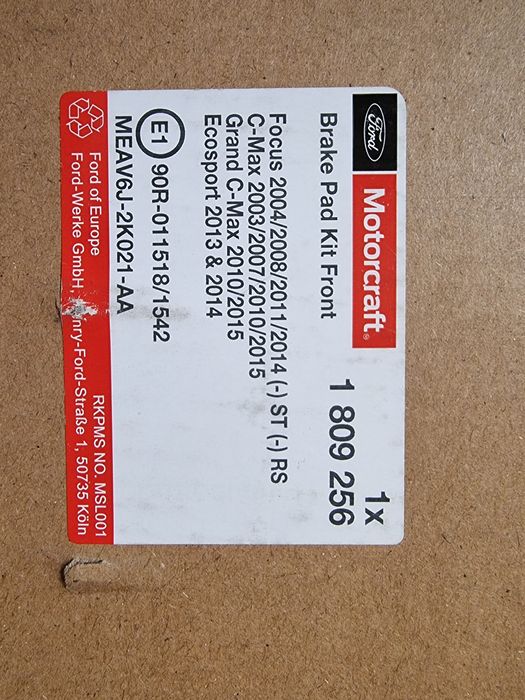 Ford
Motorcraft®
1x
Brake Pad Kit Front
1 809 256
Focus 2004/2008/2011/2014 (-) ST (-) RS
C-Max 2003/2007/2010/2015
Grand C-Max 2010/2015
Ecosport 2013 & 2014
E1 90R-011518/1542
MEAV6J-2K021-AA
RKPMS NO. MSL001
Ford of Europe
Ford-Werke GmbH, nry-Ford-Straße 1, 50735 Köln